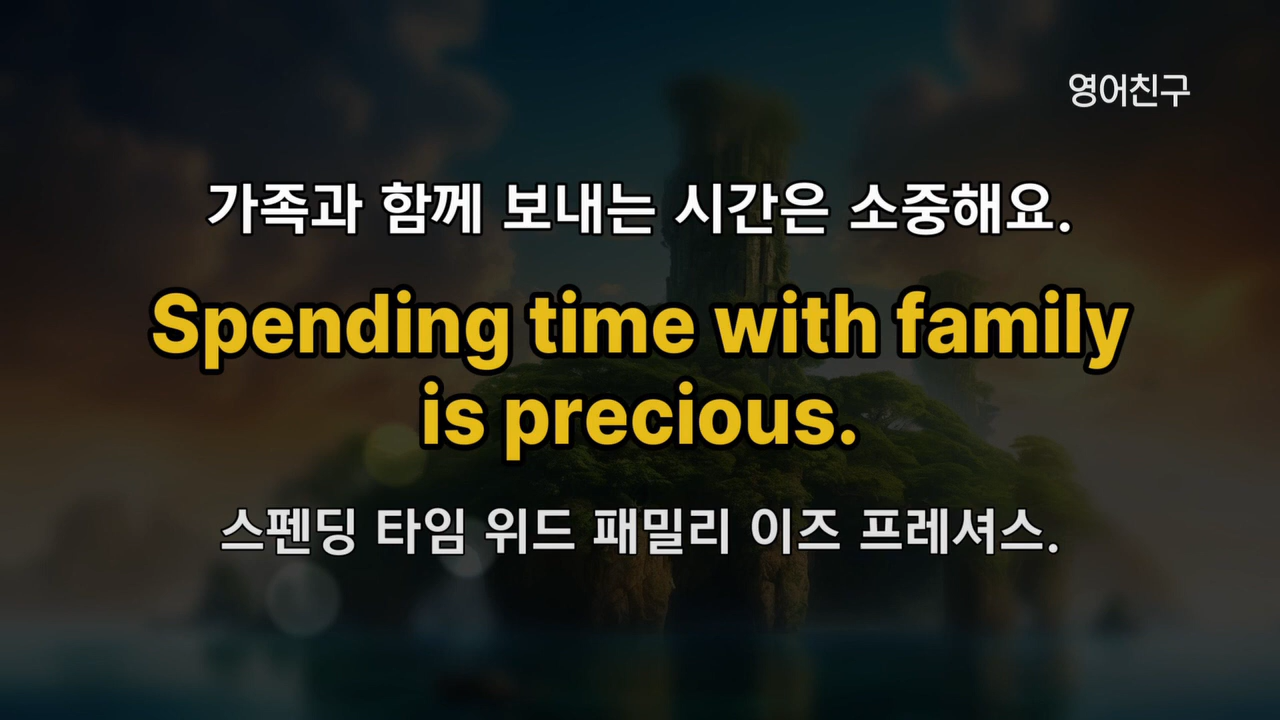 영어친구
가족과 함께 보내는 시간은 소중해요.
Spending time with family
is precious.
스펜딩 타임 위드 패밀리 이즈 프레셔스.